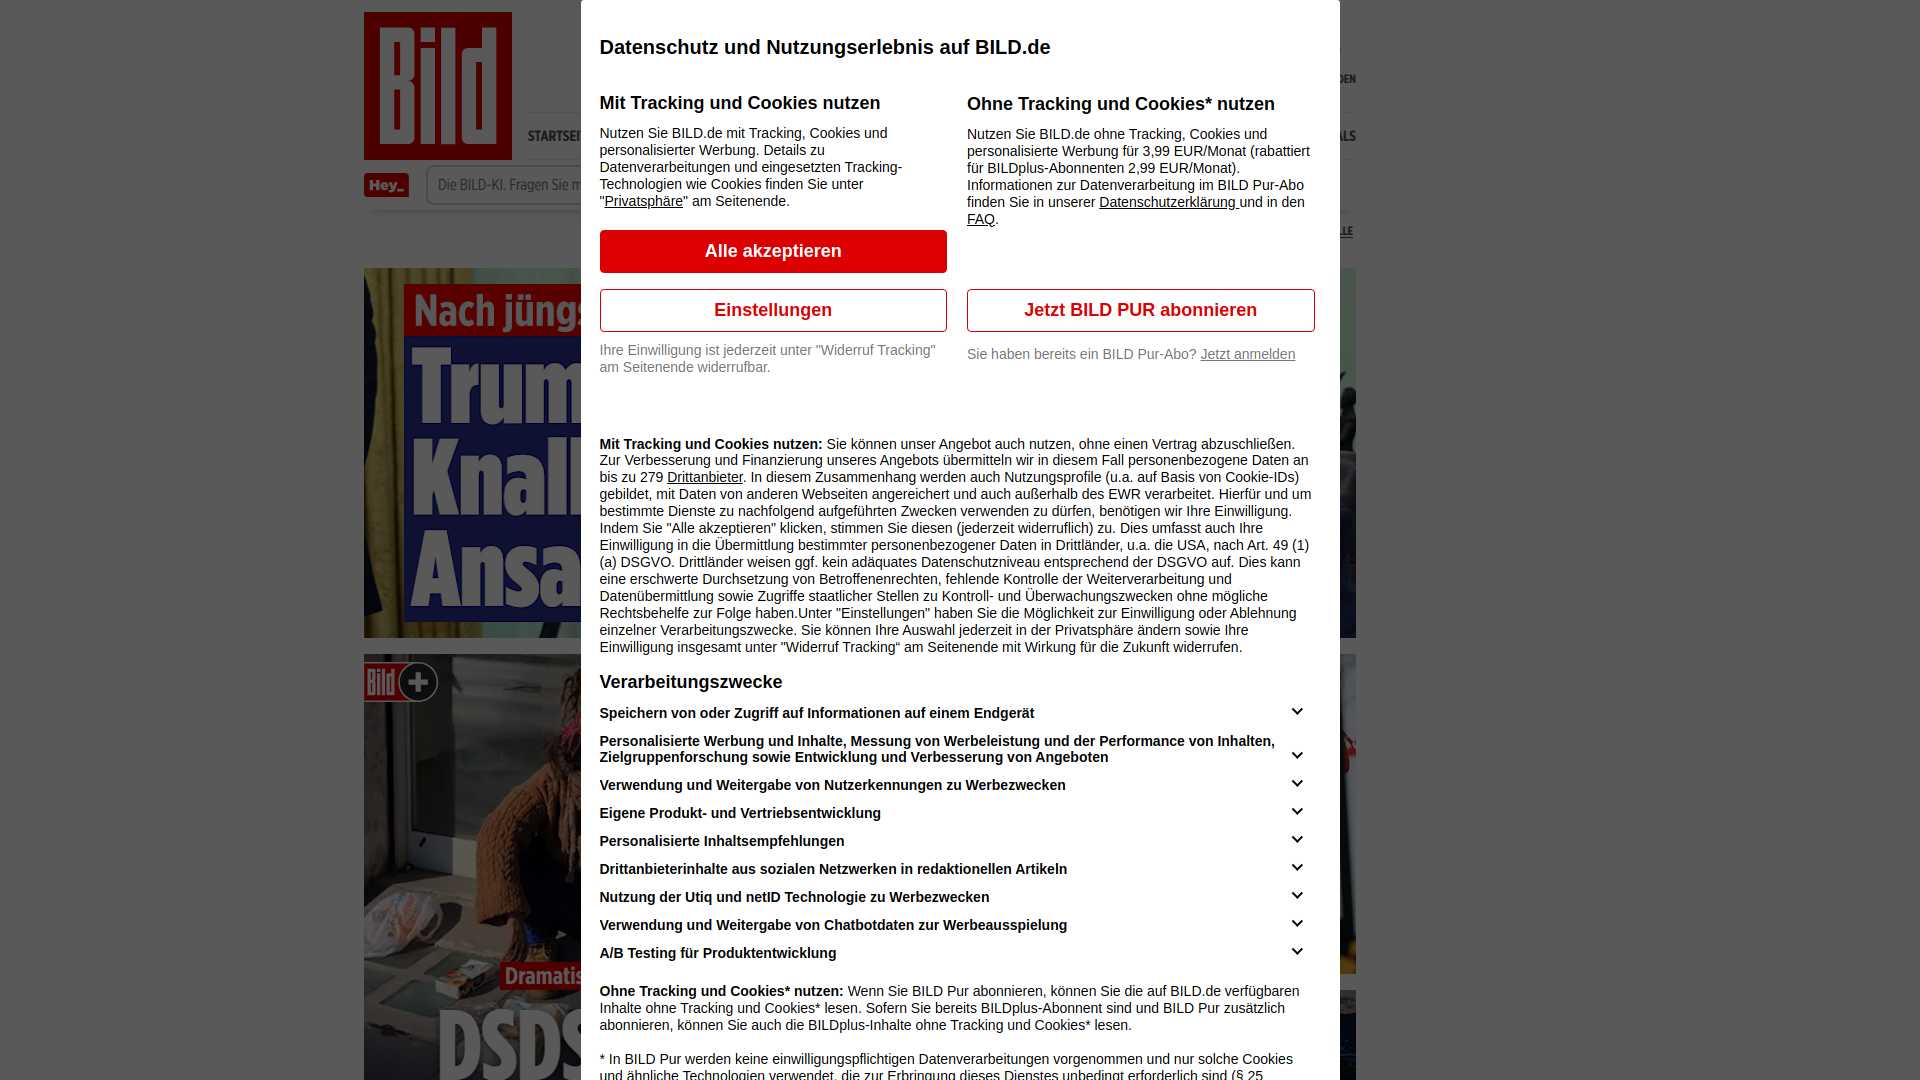 Bild
Datenschutz und Nutzungserlebnis auf BILD.de
Mit Tracking und Cookies nutzen
Nutzen Sie BILD.de mit Tracking, Cookies und
personalisierter Werbung. Details zu
Datenverarbeitungen und eingesetzten Tracking-
Technologien wie Cookies finden Sie unter
"Privatsphäre" am Seitenende.
Alle akzeptieren
Einstellungen
Ihre Einwilligung ist jederzeit unter "Widerruf Tracking"
am Seitenende widerrufbar.
Ohne Tracking und Cookies* nutzen
Nutzen Sie BILD.de ohne Tracking, Cookies und
personalisierte Werbung für 3,99 EUR/Monat (rabattiert
für BILDplus-Abonnenten 2,99 EUR/Monat).
Informationen zur Datenverarbeitung im BILD Pur-Abo
finden Sie in unserer Datenschutzerklärung und in den
FAQ.
Jetzt BILD PUR abonnieren
Sie haben bereits ein BILD Pur-Abo? Jetzt anmelden
Mit Tracking und Cookies nutzen: Sie können unser Angebot auch nutzen, ohne einen Vertrag abzuschließen.
Zur Verbesserung und Finanzierung unseres Angebots übermitteln wir in diesem Fall personenbezogene Daten an
bis zu 279 Drittanbieter. In diesem Zusammenhang werden auch Nutzungsprofile (u.a. auf Basis von Cookie-IDs)
gebildet, mit Daten von anderen Webseiten angereichert und auch außerhalb des EWR verarbeitet. Hierfür und um
bestimmte Dienste zu nachfolgend aufgeführten Zwecken verwenden zu dürfen, benötigen wir Ihre Einwilligung.
Indem Sie "Alle akzeptieren" klicken, stimmen Sie diesen (jederzeit widerruflich) zu. Dies umfasst auch Ihre
Einwilligung in die Übermittlung bestimmter personenbezogener Daten in Drittländer, u.a. die USA, nach Art. 49 (1)
(a) DSGVO. Drittländer weisen ggf. kein adäquates Datenschutzniveau entsprechend der DSGVO auf. Dies kann
eine erschwerte Durchsetzung von Betroffenenrechten, fehlende Kontrolle der Weiterverarbeitung und
Datenübermittlung sowie Zugriffe staatlicher Stellen zu Kontroll- und Überwachungszwecken ohne mögliche
Rechtsbehelfe zur Folge haben.Unter "Einstellungen" haben Sie die Möglichkeit zur Einwilligung oder Ablehnung
einzelner Verarbeitungszwecke. Sie können Ihre Auswahl jederzeit in der Privatsphäre ändern sowie Ihre
Einwilligung insgesamt unter "Widerruf Tracking“ am Seitenende mit Wirkung für die Zukunft widerrufen.
Verarbeitungszwecke
Speichern von oder Zugriff auf Informationen auf einem Endgerät
Personalisierte Werbung und Inhalte, Messung von Werbeleistung und der Performance von Inhalten,
Zielgruppenforschung sowie Entwicklung und Verbesserung von Angeboten
Verwendung und Weitergabe von Nutzerkennungen zu Werbezwecken
Eigene Produkt- und Vertriebsentwicklung
Personalisierte Inhaltsempfehlungen
Drittanbieterinhalte aus sozialen Netzwerken in redaktionellen Artikeln
Nutzung der Utiq und netID Technologie zu Werbezwecken
Verwendung und Weitergabe von Chatbotdaten zur Werbeausspielung
A/B Testing für Produktentwicklung
Ohne Tracking und Cookies* nutzen: Wenn Sie BILD Pur abonnieren, können Sie die auf BILD.de verfügbaren
Inhalte ohne Tracking und Cookies* lesen. Sofern Sie bereits BILDplus-Abonnent sind und BILD Pur zusätzlich
abonnieren, können Sie auch die BILDplus-Inhalte ohne Tracking und Cookies* lesen.
* In BILD Pur werden keine einwilligungspflichtigen Datenverarbeitungen vorgenommen und nur solche Cookies
und ähnliche Technologien verwendet, die zur Erbringung dieses Dienstes unbedingt erforderlich sind (§ 25
STARTSEI
Hey_
Die BILD-KI. Fragen Sie m
Nach jüngs
Trum
Knall
Ansa
Bild +
Dramatis
DSDS
DEN
ALS
LLE